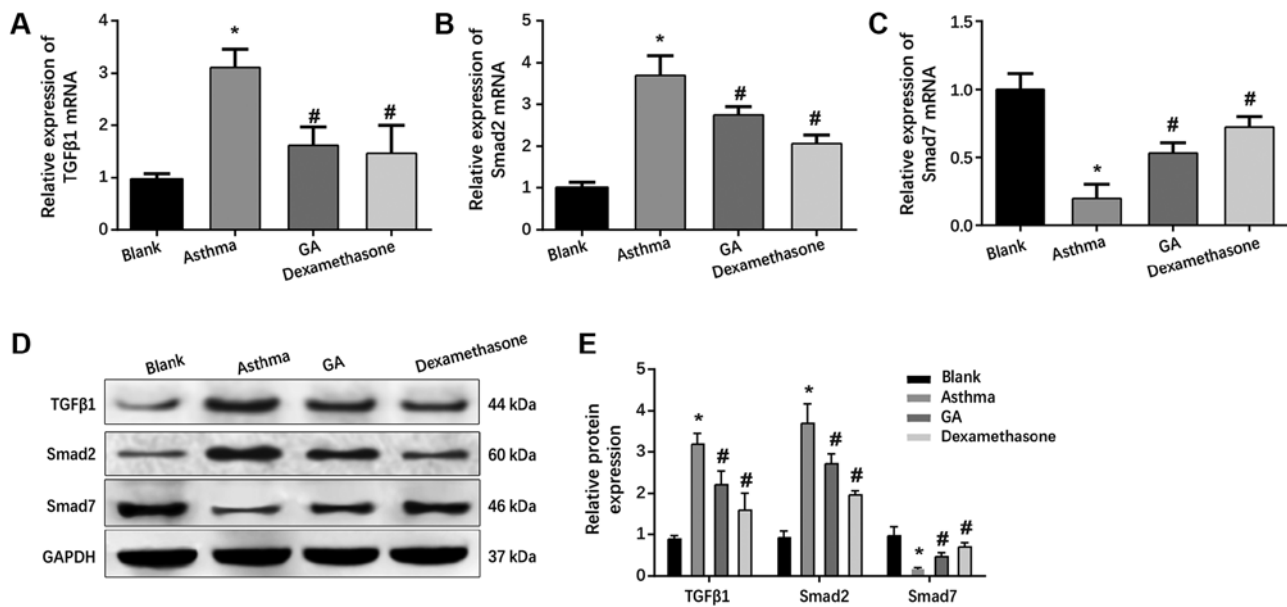 A
Relative expression of
TGFβ1 mRNA
4
3
2
1
0
*
#
#
Blank
Asthma
GA
Dexamethasone
B
Relative expression of
Smad2 mRNA
5
4
3
2
1
0
*
#
#
Blank
Asthma
GA
Dexamethasone
C
Relative expression of
Smad7 mRNA
1.5
1.0
0.5
0.0
*
#
#
Blank
Asthma
GA
Dexamethasone
D
Blank
Asthma
GA
Dexamethasone
TGFβ1
44 kDa
Smad2
60 kDa
Smad7
46 kDa
GAPDH
37 kDa
E
Relative protein
expression
5
4
3
2
1
0
*
#
#
*
#
#
*
#
#
TGFβ1
Smad2
Smad7
Blank
Asthma
GA
Dexamethasone